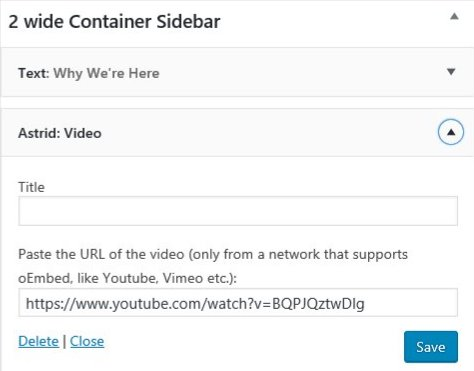 2 wide Container Sidebar
Text: Why We're Here
Astrid: Video
Title
Paste the URL of the video (only from a network that supports
oEmbed, like Youtube, Vimeo etc.):
https://www.youtube.com/watch?v=BQPJQztwDIg
Delete | Close
Save